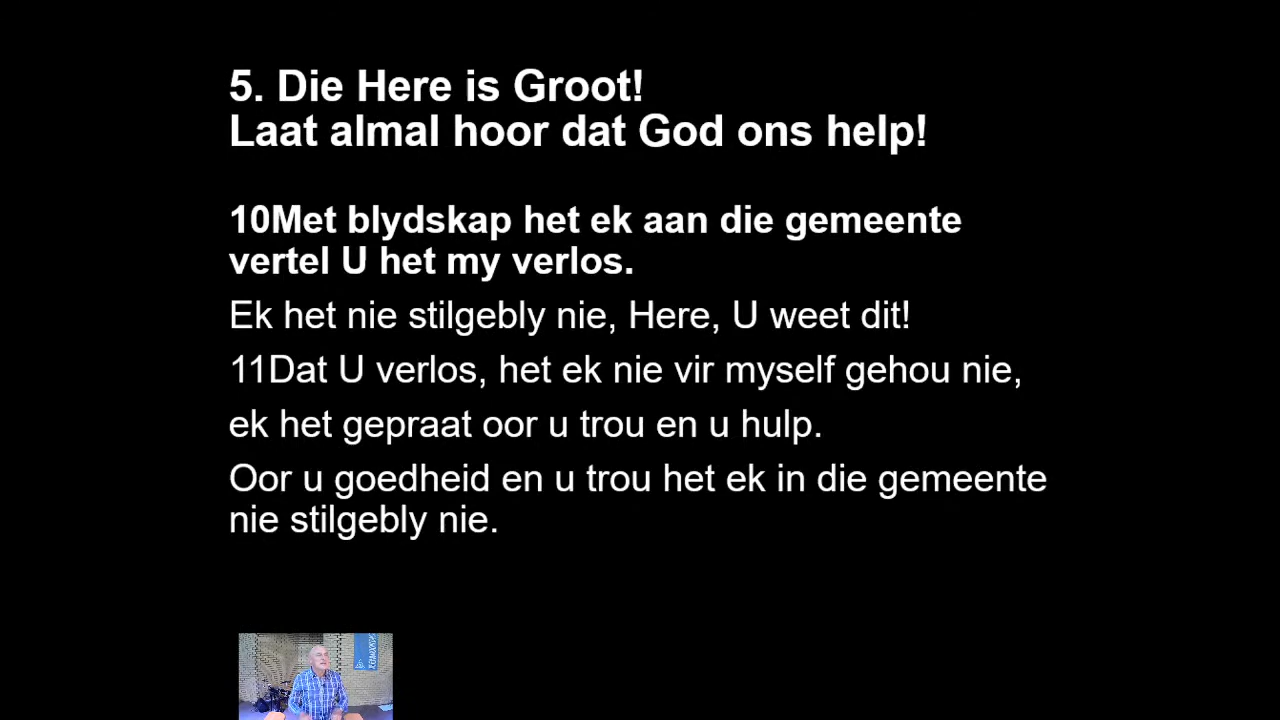 5. Die Here is Groot!
Laat almal hoor dat God ons help!
10Met blydskap het ek aan die gemeente
vertel U het my verlos.
Ek het nie stilgebly nie, Here, U weet dit!
11Dat U verlos, het ek nie vir myself gehou nie,
ek het gepraat oor u trou en u hulp.
Oor u goedheid en u trou het ek in die gemeente
nie stilgebly nie.